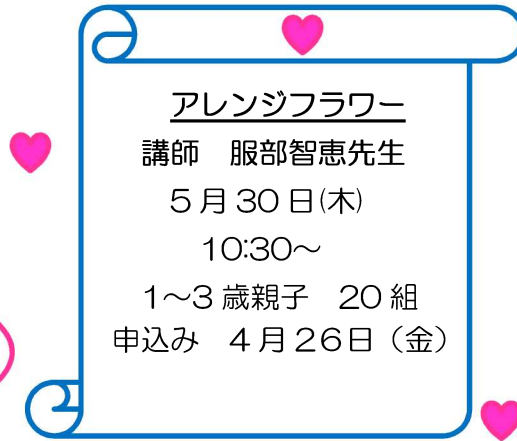 アレンジフラワー
講師　服部智恵先生
５月３０日(木)
１０:３０～
１～３歳親子　２０組
申込み　４月２６日（金）